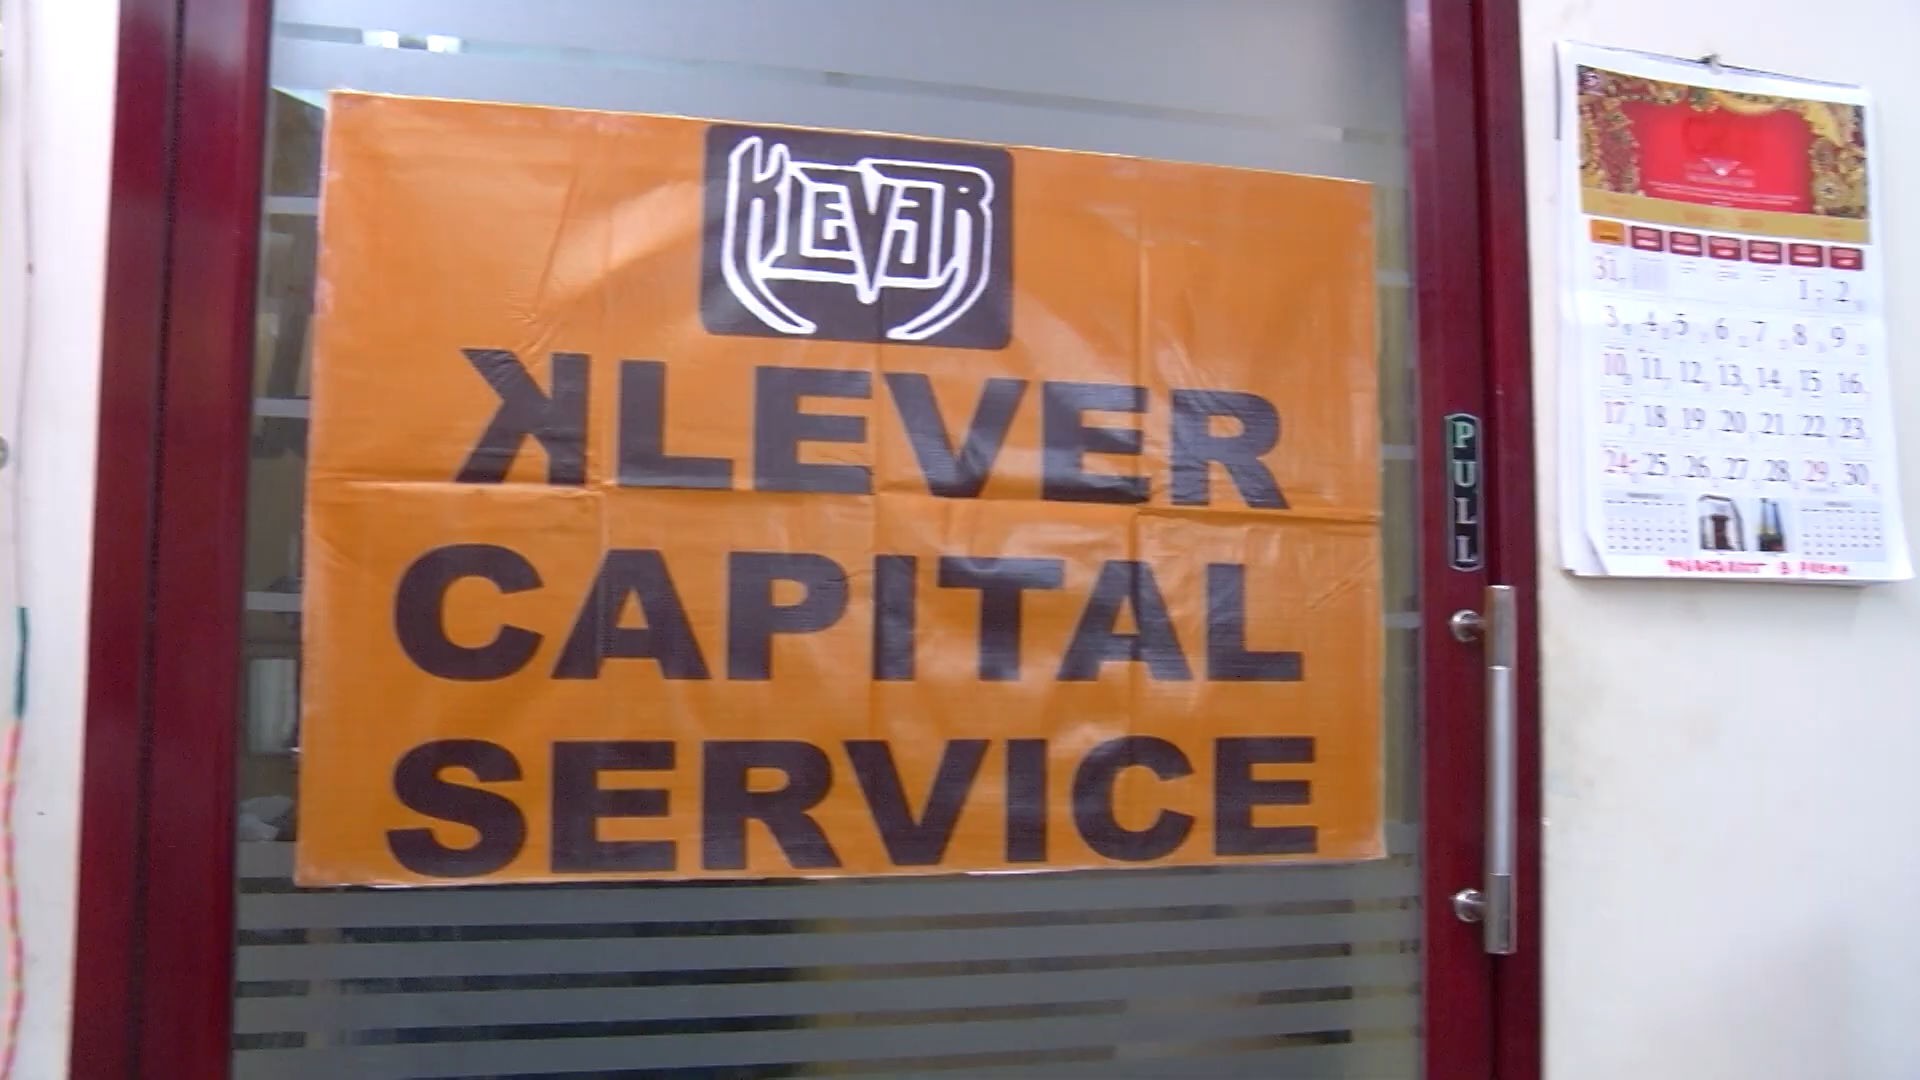 KLEVER
KLEVER
CAPITAL
SERVICE
PULL
31 1 2
3 4 5 6 7 8 9
10 11 12 13 14 15 16
17 18 19 20 21 22 23
24 25 26 27 28 29 30